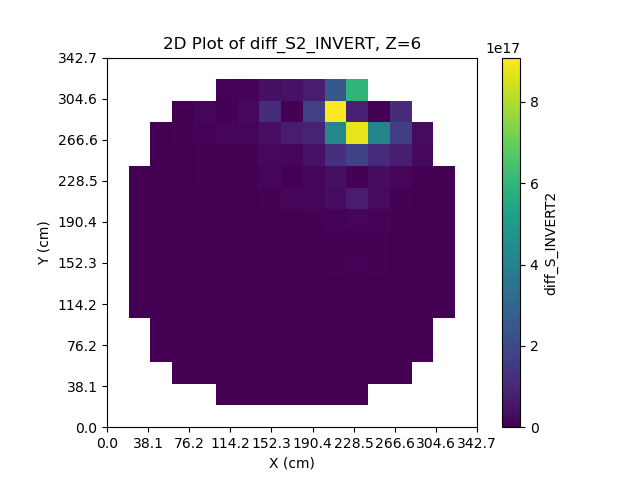 2D Plot of diff_S2_INVERT, Z=6
1e17
342.7
304.6
266.6
228.5
190.4
152.3
114.2
76.2
38.1
0.0
Y (cm)
0.0 38.1 76.2 114.2 152.3 190.4 228.5 266.6 304.6 342.7
X (cm)
8
6
4
2
0
diff_S_INVERT2